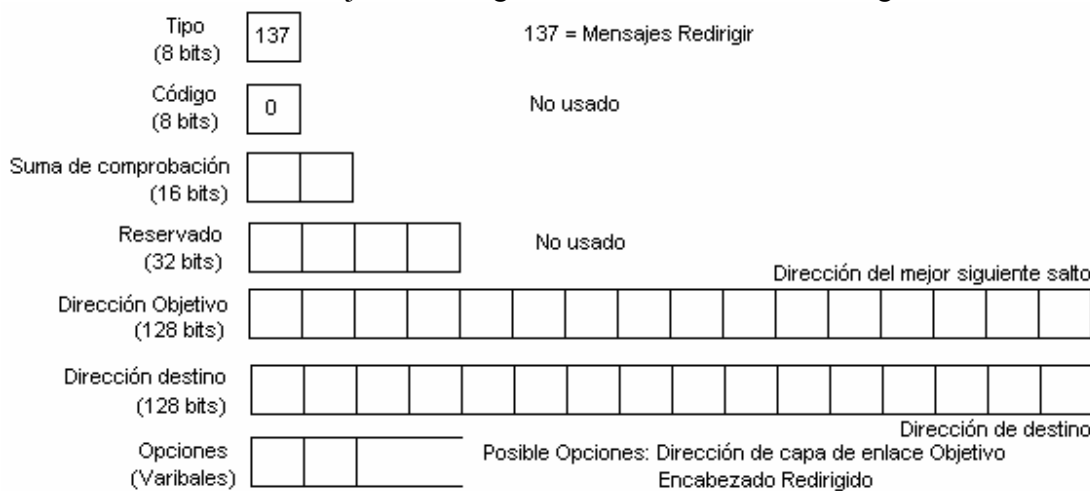 Tipo
(8 bits)
137
137 = Mensajes Redirigir
Código
(8 bits)
0
No usado
Suma de comprobación
(16 bits)
Reservado
(32 bits)
No usado
Dirección del mejor siguiente salto
Dirección Objetivo
(128 bits)
Dirección destino
(128 bits)
Dirección de destino
Opciones
(Varibales)
Posible Opciones: Dirección de capa de enlace Objetivo
Encabezado Redirigido